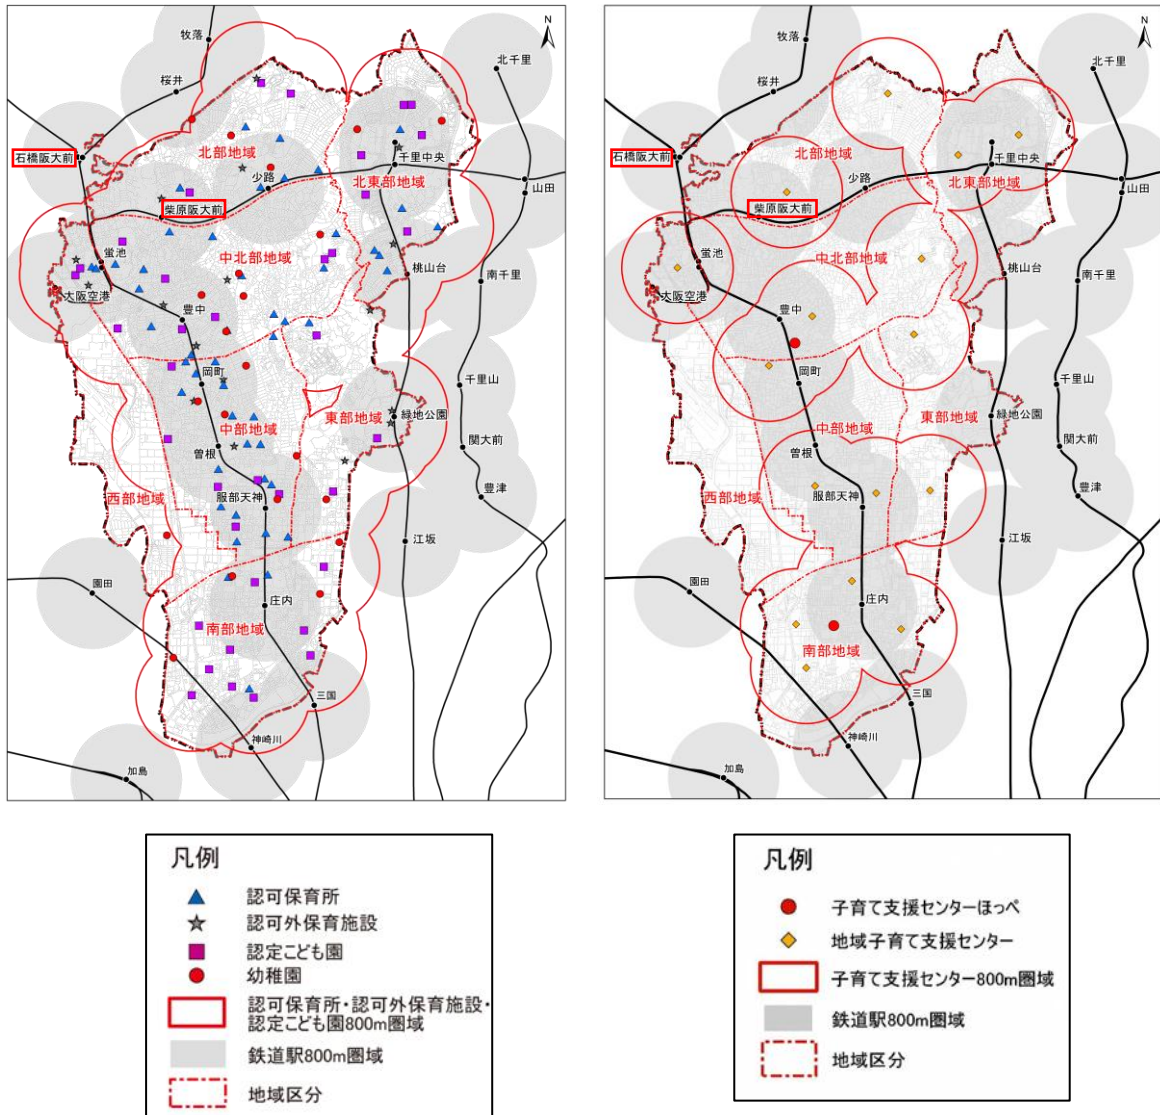 牧落
N
桜井
北千里
石橋阪大前
北部地域
千里中央
少路
北東部地域
山田
柴原阪大前
蛍池
中北部地域
桃山台
南千里
大阪空港
豊中
岡町
千里山
東部地域
緑地公園
中部地域
関大前
曽根
豊津
西部地域
服部天神
江坂
園田
庄内
南部地域
三国
神崎川
加島
凡例
認可保育所
認可外保育施設
認定こども園
幼稚園
認可保育所・認可外保育施設・
認定こども園800m圏域
鉄道駅800m圏域
地域区分
牧落
N
桜井
北千里
石橋阪大前
北部地域
千里中央
少路
北東部地域
山田
柴原阪大前
蛍池
中北部地域
桃山台
南千里
大阪空港
豊中
岡町
千里山
東部地域
緑地公園
中部地域
関大前
曽根
豊津
西部地域
服部天神
江坂
園田
庄内
南部地域
三国
神崎川
加島
凡例
子育て支援センターほっぺ
地域子育て支援センター
子育て支援センター800m圏域
鉄道駅800m圏域
地域区分